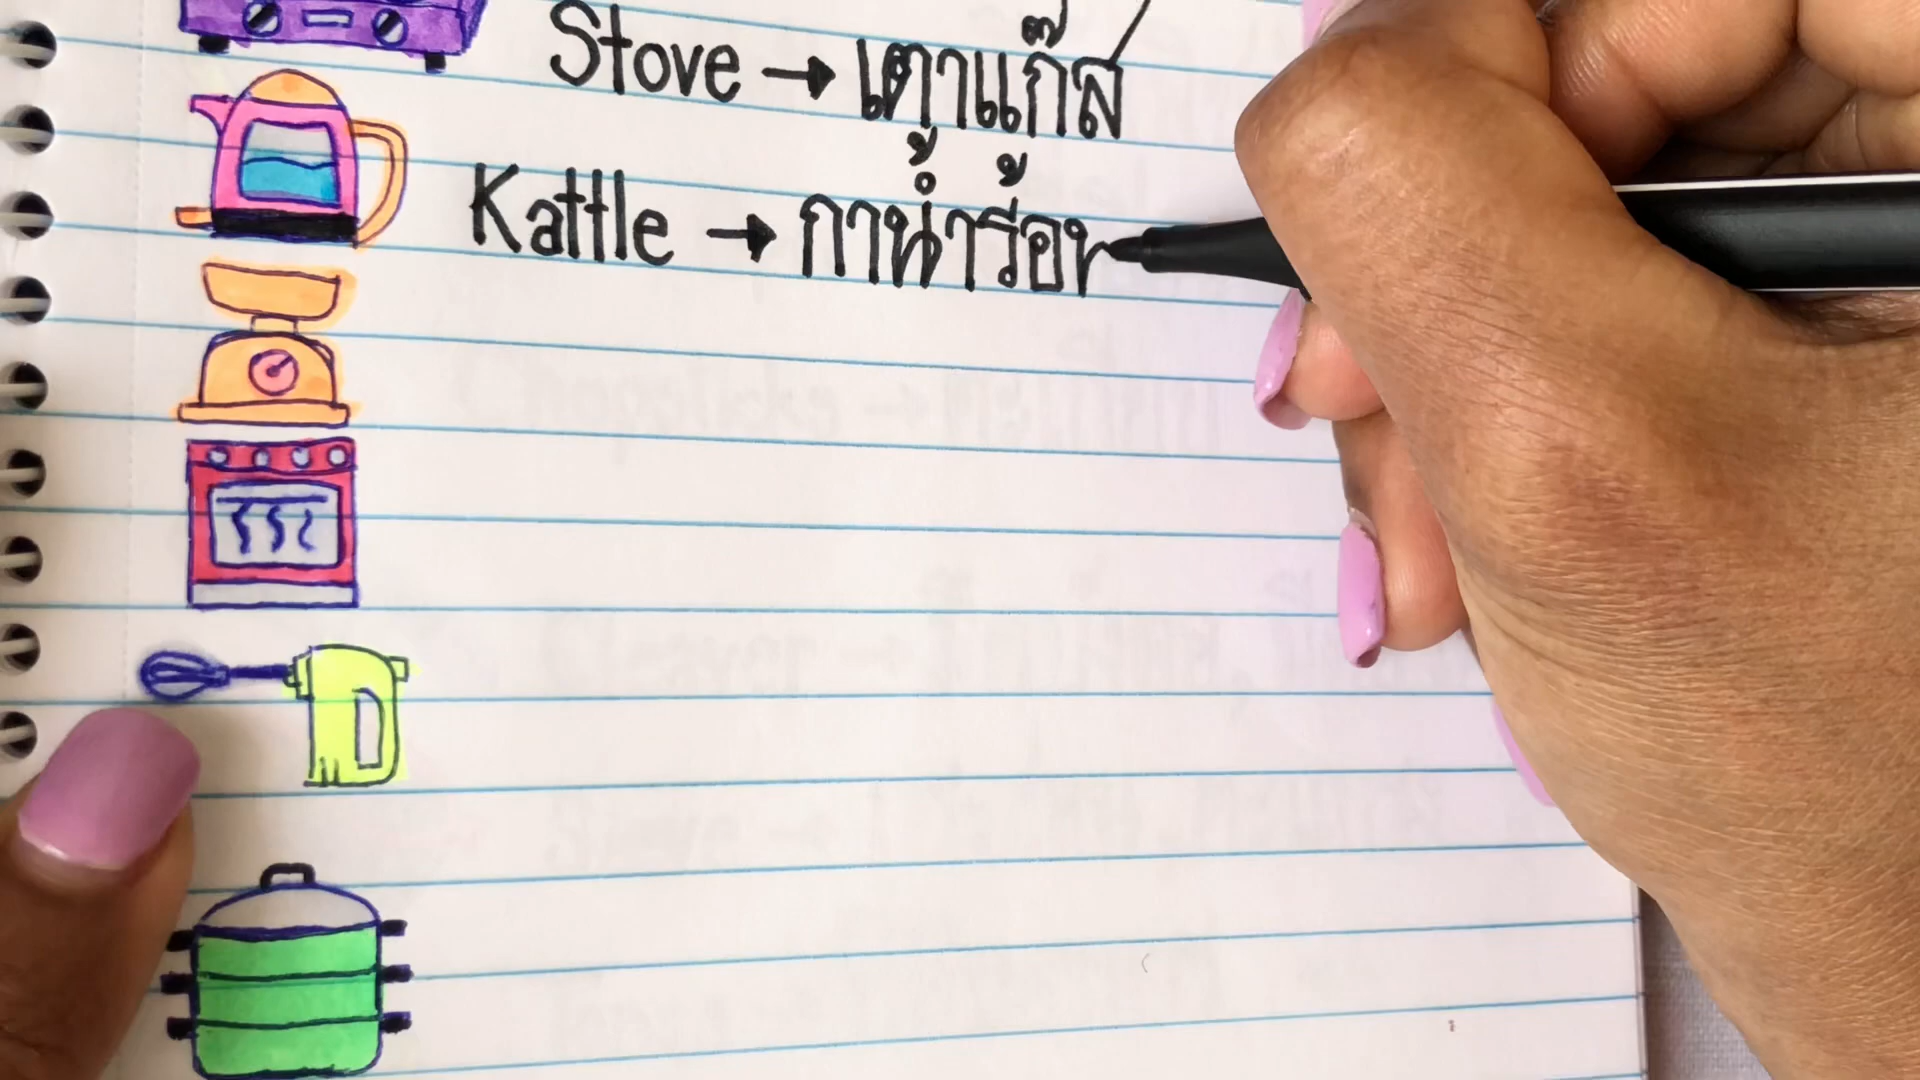 Stove → เตาแก๊ส
Kattle → กาน้ำร้อน